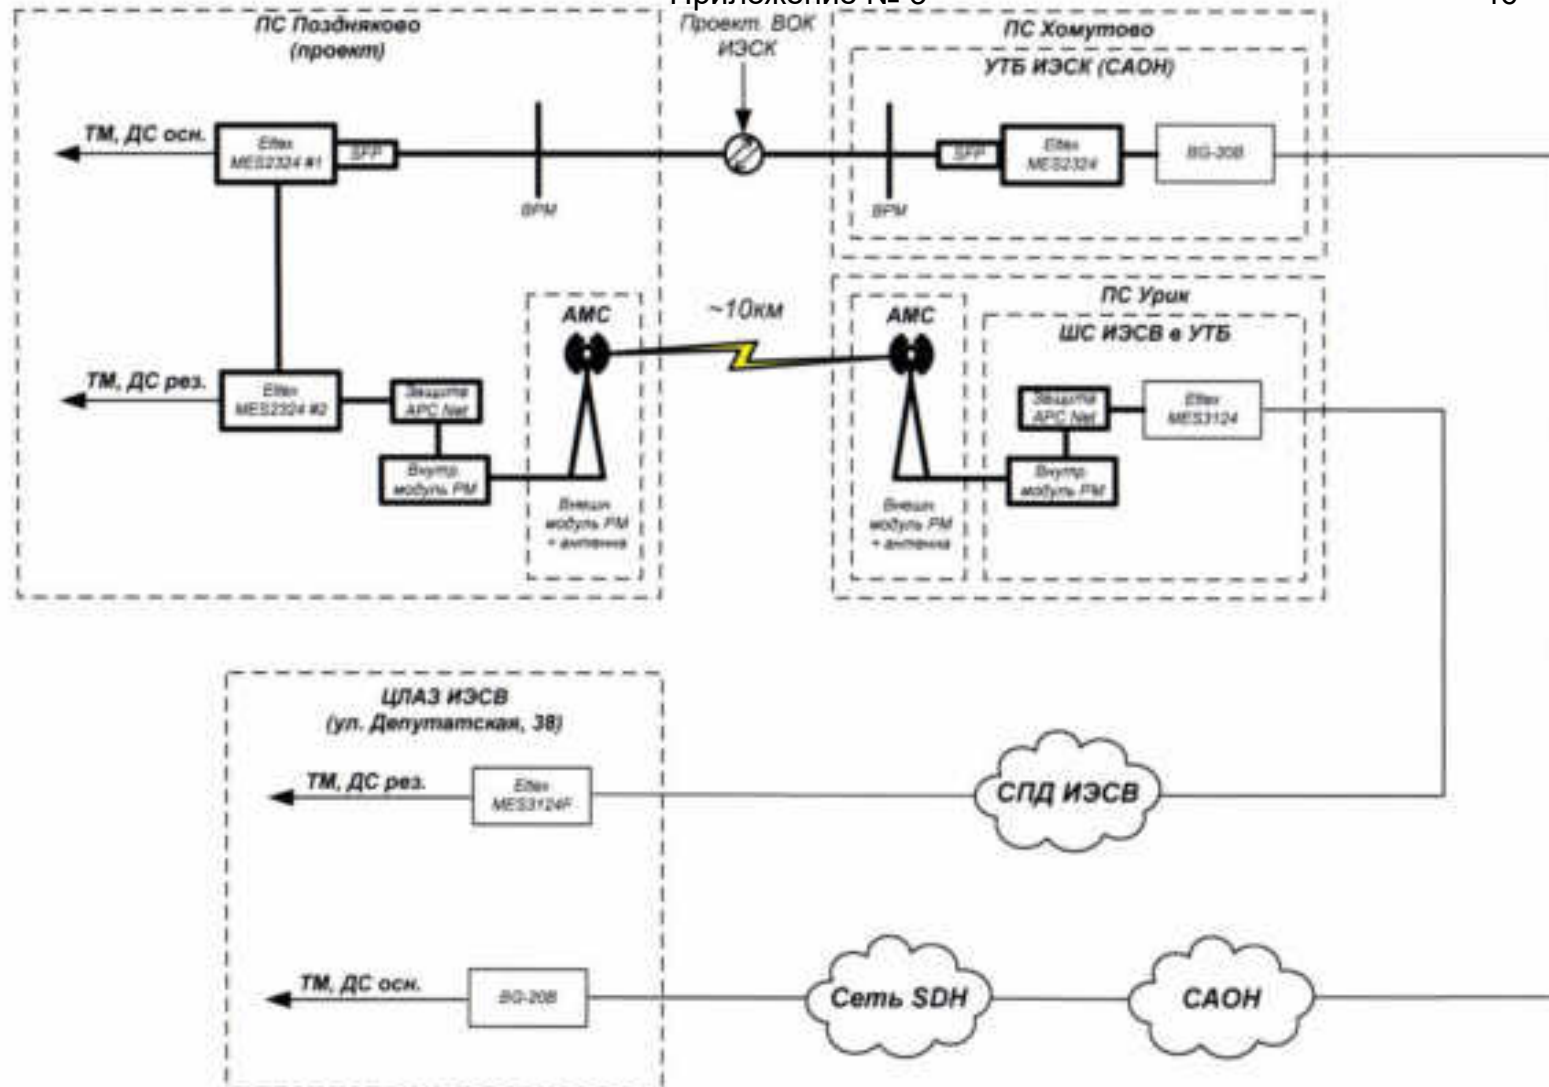 Приложение № 6
16
ПС Поздняково
(проект)
Проект. ВОК
ИЭСК
ПС Хомутово
УТБ ИЭСК (САОН)
ТМ, ДС осн.
Eltex
MES2324 #1
SFP
ВРМ
ВРМ
SFP
Eltex
MES2324
BG-20B
ПС Урик
АМС
~10км
АМС
ШС ИЭСВ в УТБ
ТМ, ДС рез.
Eltex
MES2324 #2
Защита
APC Net
Защита
APC Net
Eltex
MES3124
Внутр.
модуль РМ
Внутр.
модуль РМ
Внешн.
модуль РМ
+ антенна
Внешн.
модуль РМ
+ антенна
ЦЛАЗ ИЭСВ
(ул. Депутатская, 38)
ТМ, ДС рез.
Eltex
MES3124F
СПД ИЭСВ
ТМ, ДС осн.
BG-20B
Сеть SDH
САОН